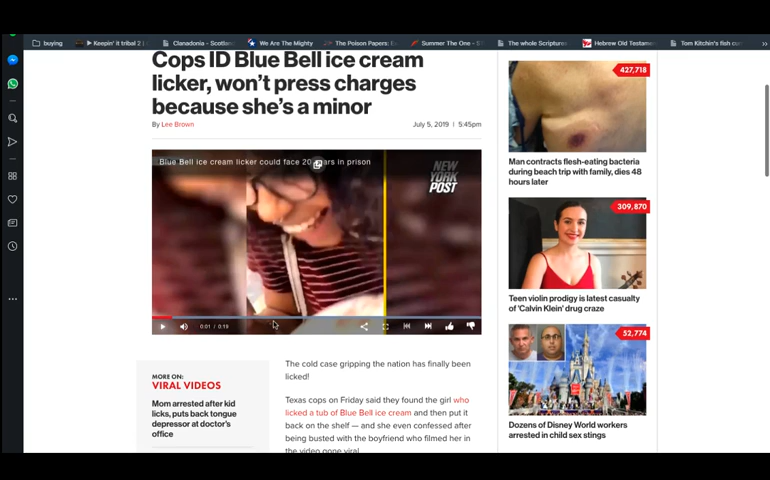 buying
Keepin' it tribal 2 |
Clanadonia - Scotlan
We Are The Mighty
The Poison Papers: E
Summer The One - S
The whole Scripture
Hebrew Old Testame
Tom Kitchin's fish cur
Cops ID Blue Bell ice cream
licker, won't press charges
because she's a minor
By Lee Brown
July 5, 2019 | 5:45pm
Blue Bell ice cream licker could face 20 years in prison
NEW
YORK
POST
0:01 / 0:19
MORE ON:
VIRAL VIDEOS
Mom arrested after kid
licks, puts back tongue
depressor at doctor's
office
The cold case gripping the nation has finally been
licked!
Texas cops on Friday said they found the girl who
licked a tub of Blue Bell ice cream and then put it
back on the shelf — and she even confessed after
being busted with the boyfriend who filmed her in
the video gone viral.
427,718
Man contracts flesh-eating bacteria
during beach trip with family, dies 48
hours later
309,870
Teen violin prodigy is latest casualty
of 'Calvin Klein' drug craze
52,774
Dozens of Disney World workers
arrested in child sex stings